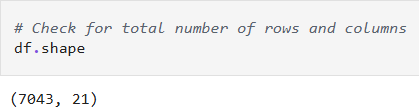 # Check for total number of rows and columns
df.shape
(7043, 21)